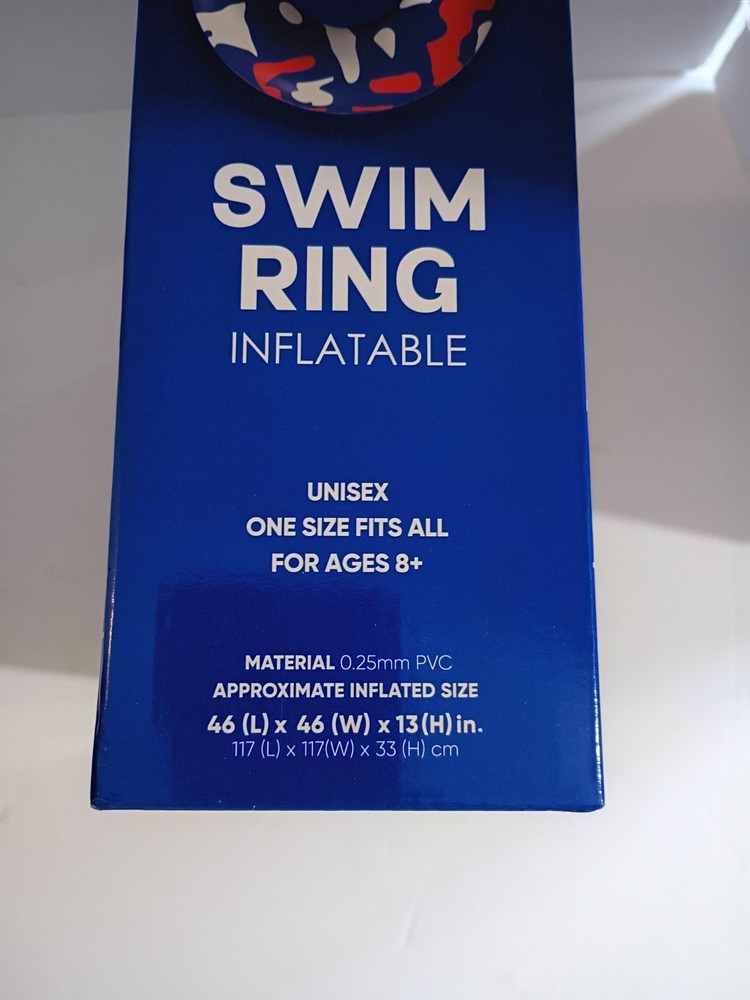 SWIM
RING
INFLATABLE
UNISEX
ONE SIZE FITS ALL
FOR AGES 8+
MATERIAL 0.25mm PVC
APPROXIMATE INFLATED SIZE
46 (L) x 46 (W) x 13(H) in.
117 (L) x 117(W) x 33 (H) cm